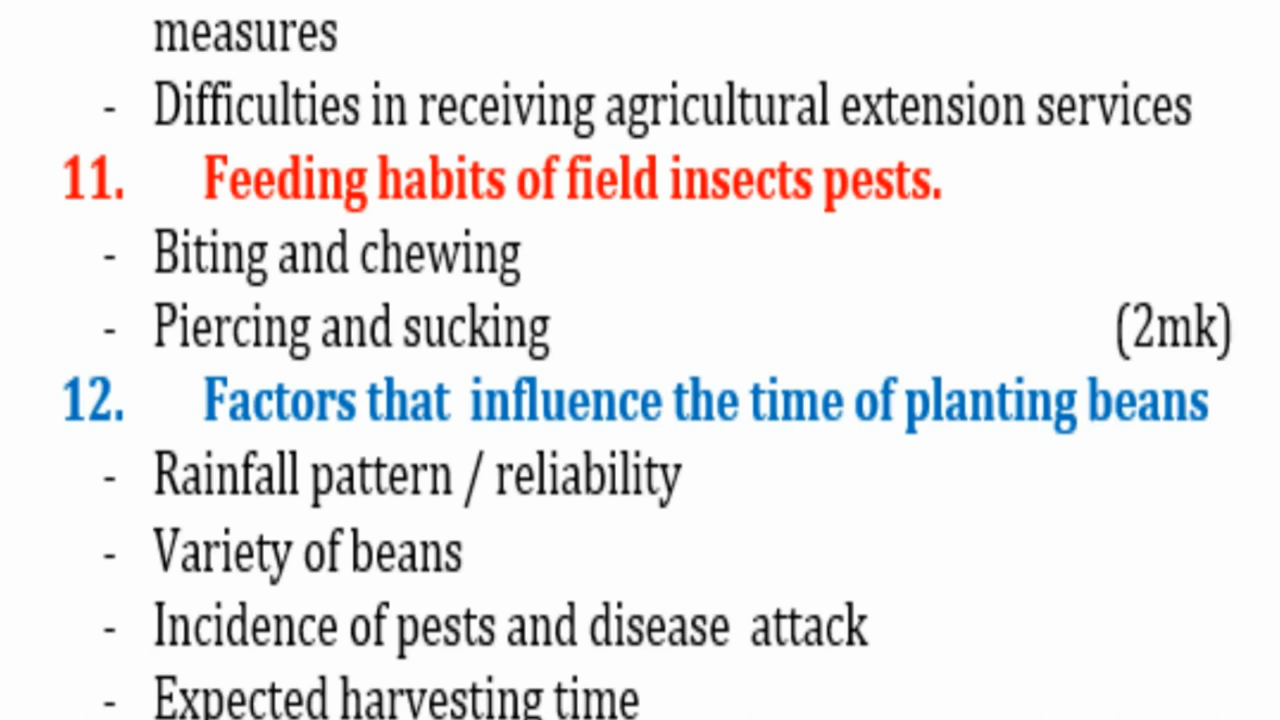 measures
- Difficulties in receiving agricultural extension services
11. Feeding habits of field insects pests.
- Biting and chewing
- Piercing and sucking (2mk)
12. Factors that influence the time of planting beans
- Rainfall pattern / reliability
- Variety of beans
- Incidence of pests and disease attack
- Expected harvesting time